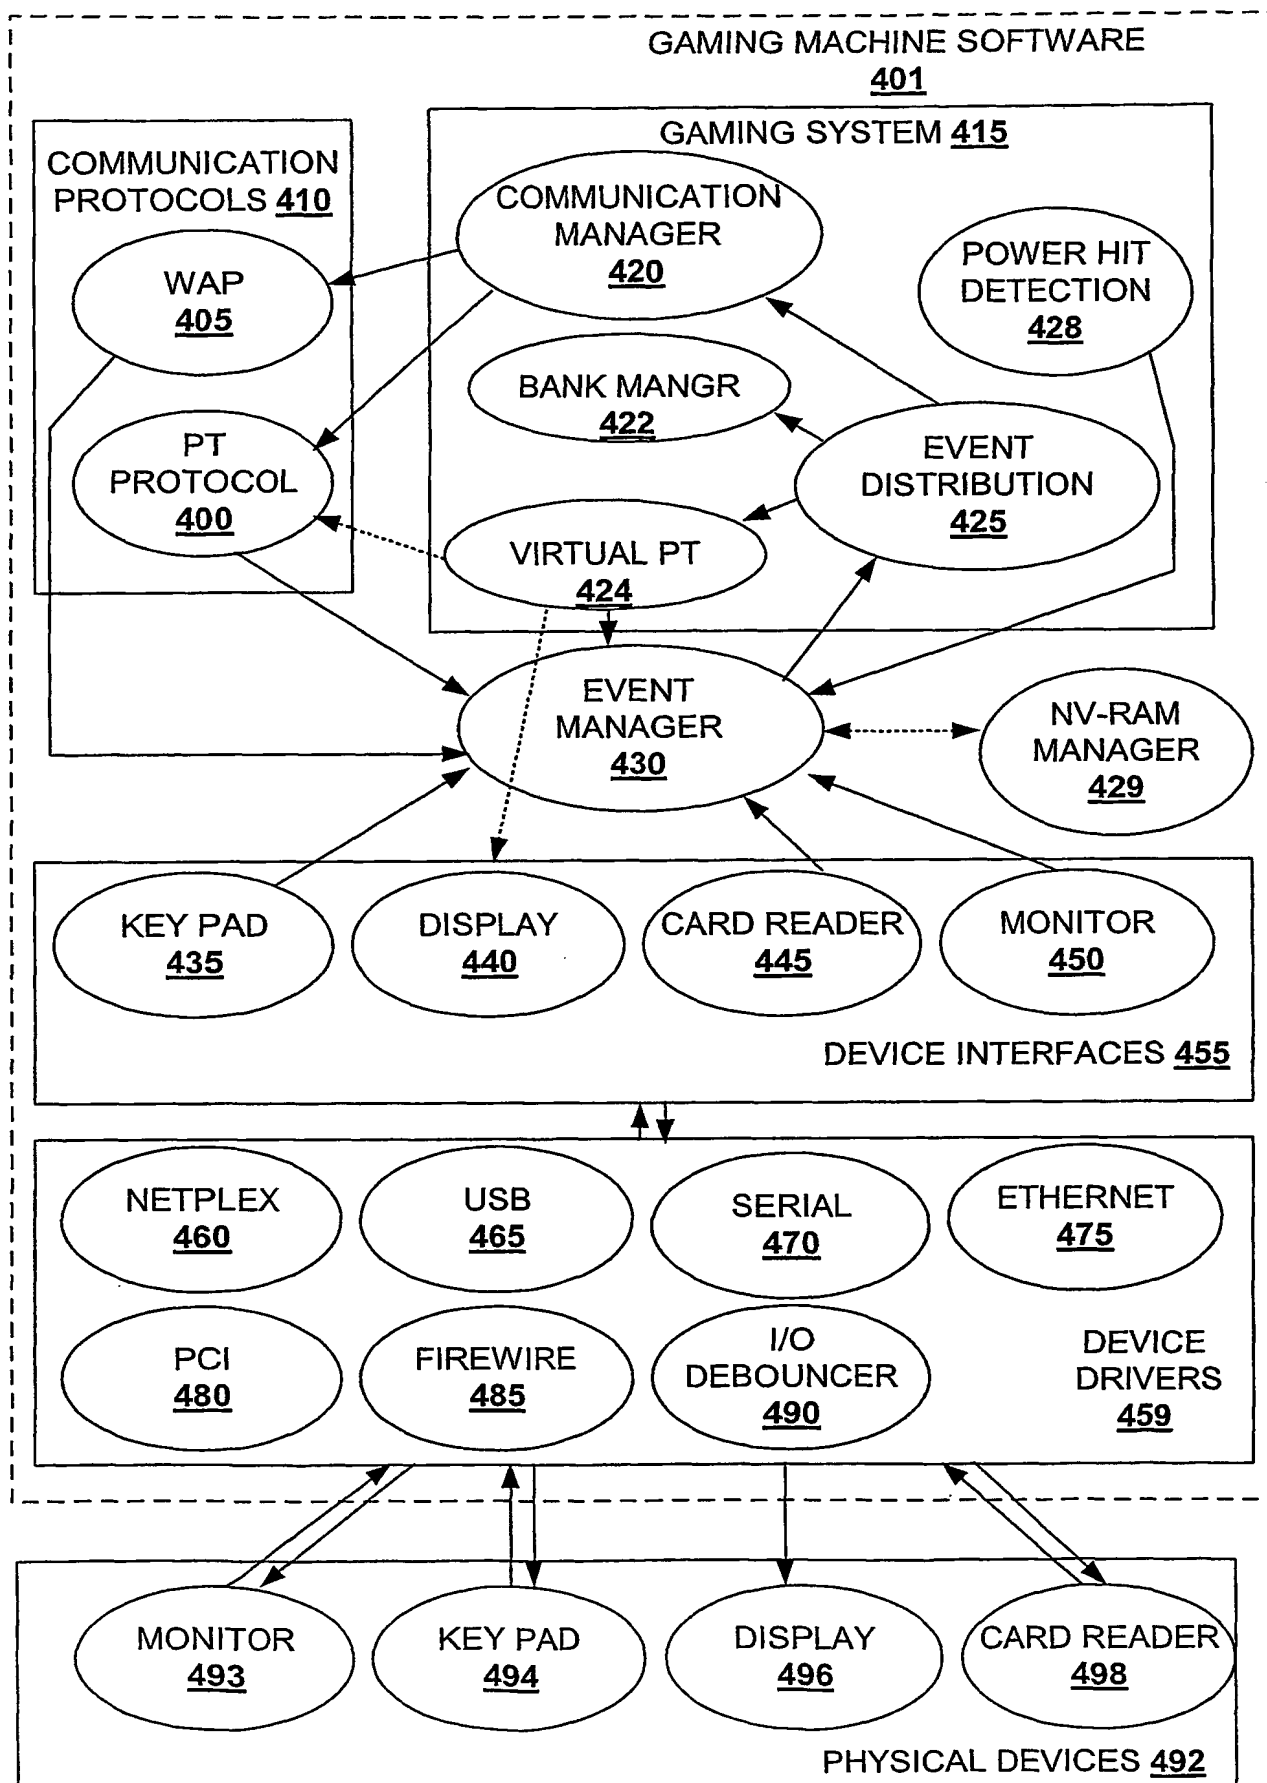 GAMING MACHINE SOFTWARE
401
GAMING SYSTEM 415
COMMUNICATION
PROTOCOLS 410
COMMUNICATION
MANAGER
420
POWER HIT
DETECTION
428
WAP
405
BANK MANGR
422
PT
PROTOCOL
400
EVENT
DISTRIBUTION
425
VIRTUAL PT
424
EVENT
MANAGER
430
NV-RAM
MANAGER
429
KEY PAD
435
DISPLAY
440
CARD READER
445
MONITOR
450
DEVICE INTERFACES 455
NETPLEX
460
USB
465
SERIAL
470
ETHERNET
475
PCI
480
FIREWIRE
485
I/O
DEBOUNCER
490
DEVICE
DRIVERS
459
MONITOR
493
KEY PAD
494
DISPLAY
496
CARD READER
498
PHYSICAL DEVICES 492